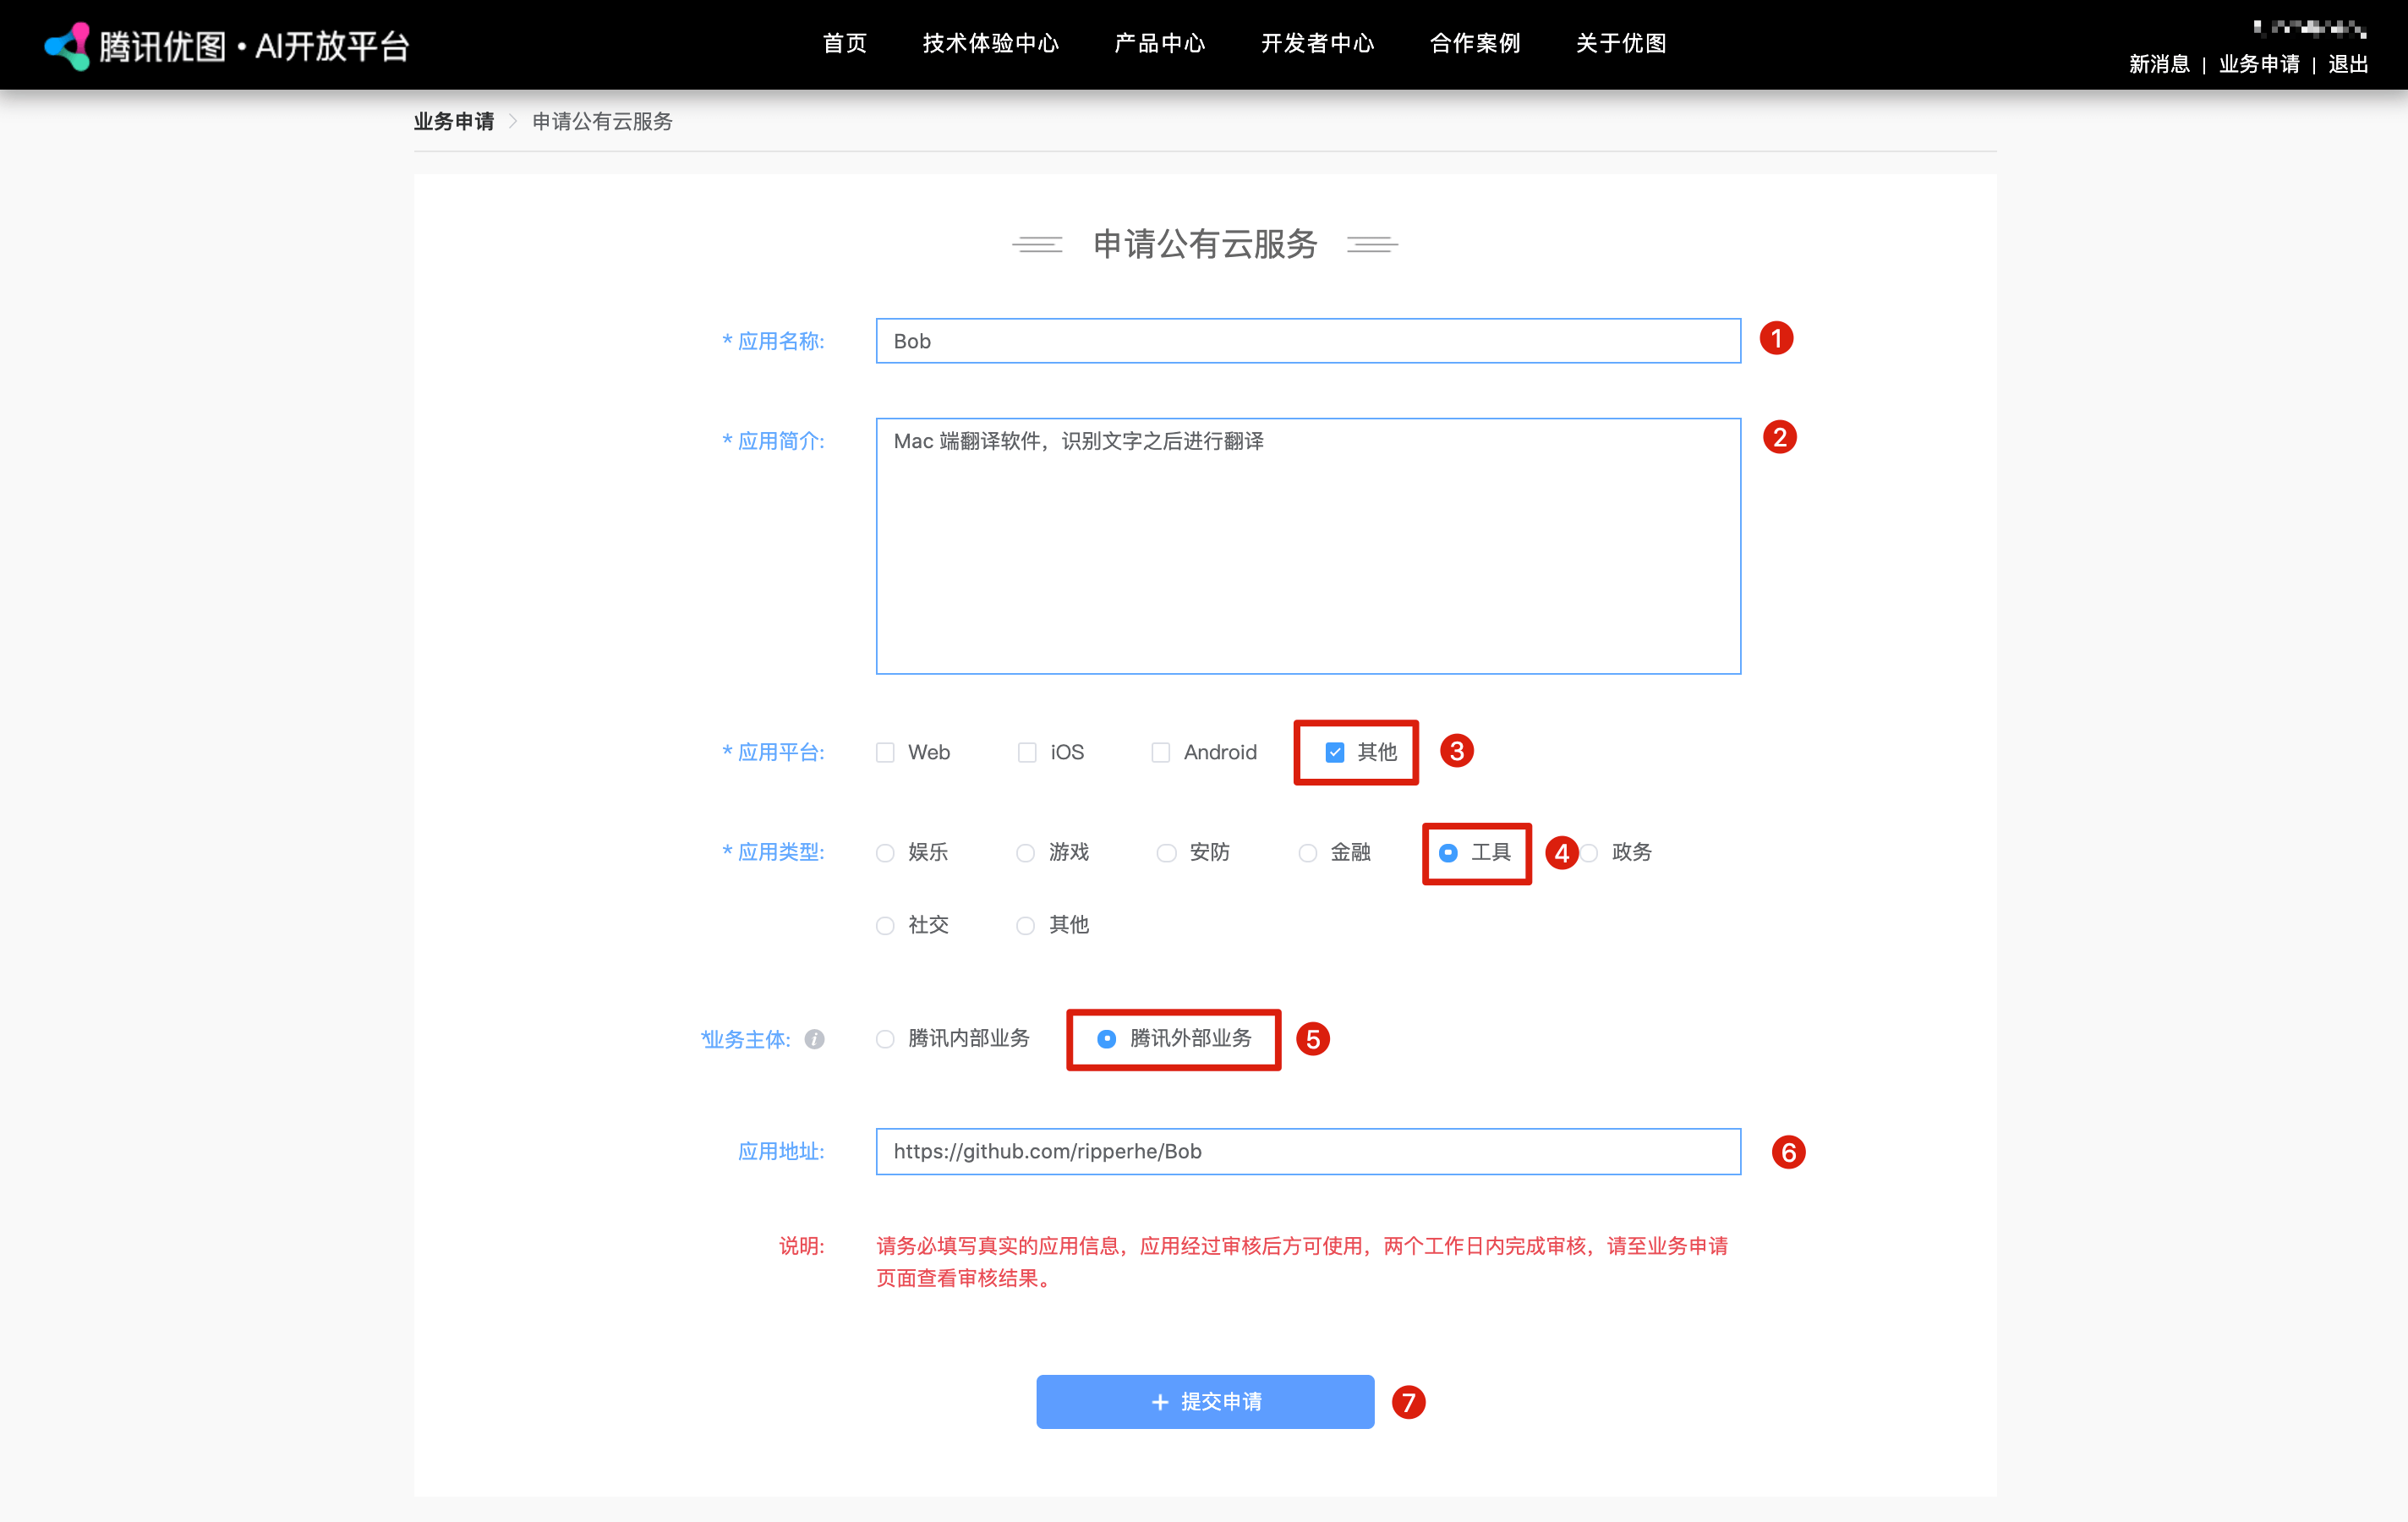 腾讯优图·AI开放平台
首页 技术体验中心 产品中心 开发者中心 合作案例 关于优图
新消息 | 业务申请 | 退出
业务申请 > 申请公有云服务
申请公有云服务
* 应用名称: Bob 1
* 应用简介: Mac 端翻译软件，识别文字之后进行翻译 2
* 应用平台: Web iOS Android 其他 3
* 应用类型: 娱乐 游戏 安防 金融 工具 4 政务
社交 其他
*业务主体: i 腾讯内部业务 腾讯外部业务 5
应用地址: https://github.com/ripperhe/Bob 6
说明: 请务必填写真实的应用信息，应用经过审核后方可使用，两个工作日内完成审核，请至业务申请
页面查看审核结果。
+ 提交申请 7